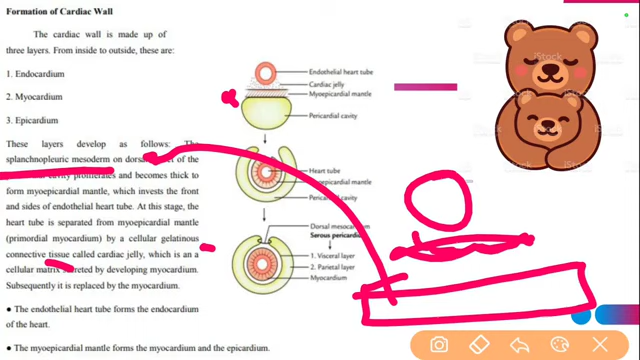 Formation of Cardiac Wall
The cardiac wall is made up of
three layers. From inside to outside, these are:
1. Endocardium
2. Myocardium
3. Epicardium
These layers develop as follows: The
splanchnopleuric mesoderm on dorsal of the
and becomes thick to
form myoepicardial mantle, which invests the front
and sides of endothelial heart tube. At this stage, the
heart tube is separated from myoepicardial mantle
(primordial myocardium) by a cellular gelatinous
connective tissue called cardiac jelly, which is an a
cellular matrix secreted by developing myocardium.
Subsequently it is replaced by the myocardium.
● The endothelial heart tube forms the endocardium
of the heart.
● The myoepicardial mantle forms the myocardium and the epicardium.
Endothelial heart tube
Cardiac jelly
Myoepicardial mantle
Pericardial cavity
Heart tube
Myoepicardial mantle
Pericardial cavity
Dorsal mesocardium
Serous pericardium
1. Visceral layer
2. Parietal layer
Myocardium
iStock
iStock
iStock